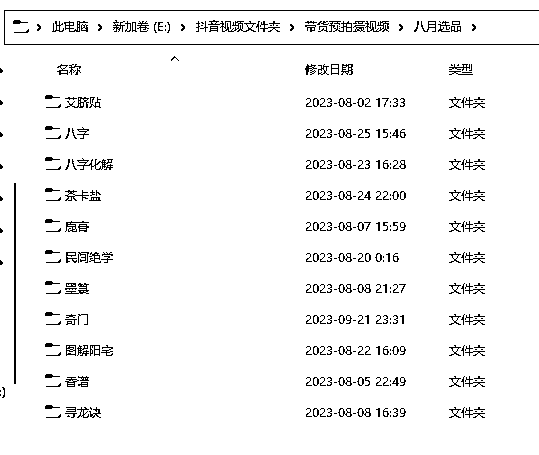 此电脑 > 新加卷 (E:) > 抖音视频文件夹 > 带货预拍摄视频 > 八月选品 >
名称 修改日期 类型
艾脐贴 2023-08-02 17:33 文件夹
八字 2023-08-25 15:46 文件夹
八字化解 2023-08-23 16:28 文件夹
茶卡盐 2023-08-24 22:00 文件夹
鹿膏 2023-08-07 15:59 文件夹
民间绝学 2023-08-20 0:16 文件夹
墨篆 2023-08-08 21:27 文件夹
奇门 2023-09-21 23:31 文件夹
图解阳宅 2023-08-22 16:09 文件夹
香谱 2023-08-05 22:49 文件夹
寻龙诀 2023-08-08 16:39 文件夹